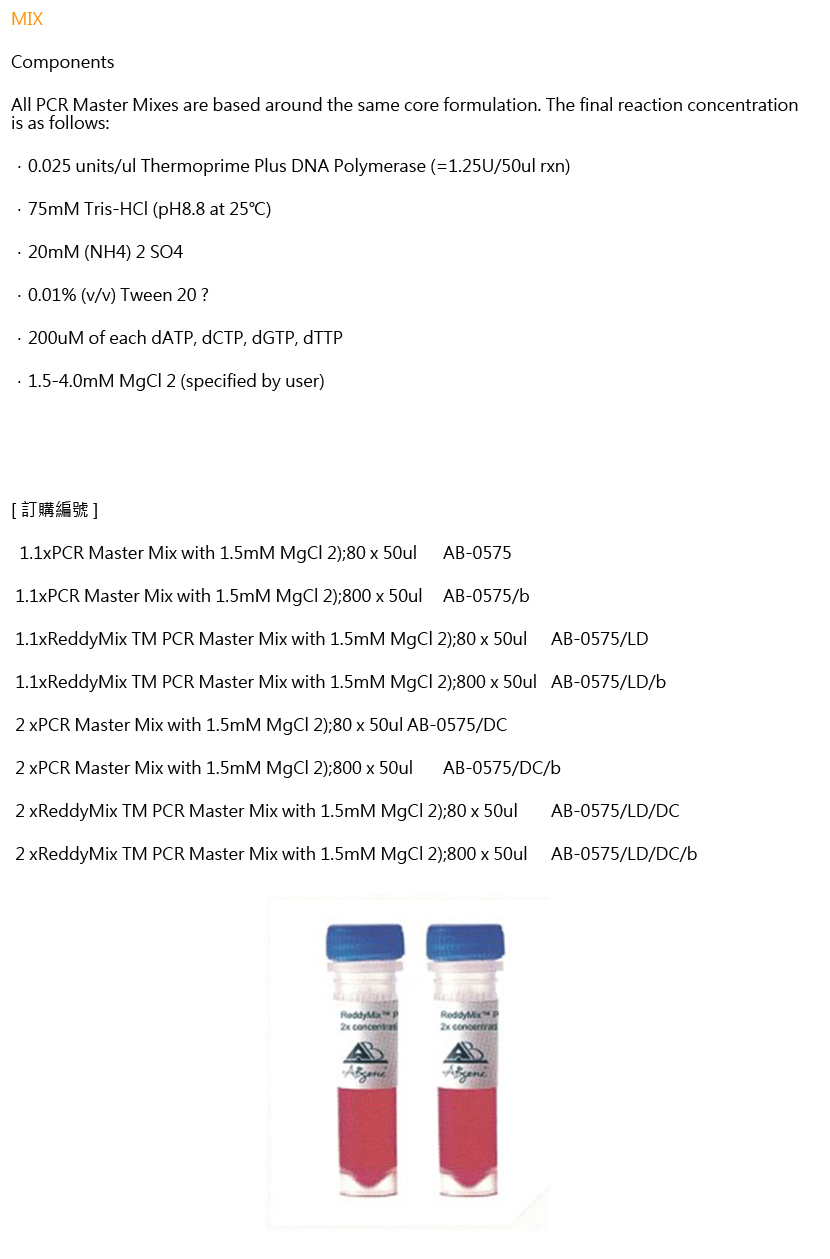 MIX
Components
All PCR Master Mixes are based around the same core formulation. The final reaction concentration
is as follows:
· 0.025 units/ul Thermoprime Plus DNA Polymerase (=1.25U/50ul rxn)
· 75mM Tris-HCl (pH8.8 at 25℃)
· 20mM (NH4) 2 SO4
· 0.01% (v/v) Tween 20 ?
· 200uM of each dATP, dCTP, dGTP, dTTP
· 1.5-4.0mM MgCl 2 (specified by user)
[ 訂購編號 ]
1.1xPCR Master Mix with 1.5mM MgCl 2);80 x 50ul AB-0575
1.1xPCR Master Mix with 1.5mM MgCl 2);800 x 50ul AB-0575/b
1.1xReddyMix TM PCR Master Mix with 1.5mM MgCl 2);80 x 50ul AB-0575/LD
1.1xReddyMix TM PCR Master Mix with 1.5mM MgCl 2);800 x 50ul AB-0575/LD/b
2 xPCR Master Mix with 1.5mM MgCl 2);80 x 50ul AB-0575/DC
2 xPCR Master Mix with 1.5mM MgCl 2);800 x 50ul AB-0575/DC/b
2 xReddyMix TM PCR Master Mix with 1.5mM MgCl 2);80 x 50ul AB-0575/LD/DC
2 xReddyMix TM PCR Master Mix with 1.5mM MgCl 2);800 x 50ul AB-0575/LD/DC/b
ReddyMix™ P
2x concentrati
AB
ABgene
ReddyMix™ P
2x concentrati
AB
ABgene